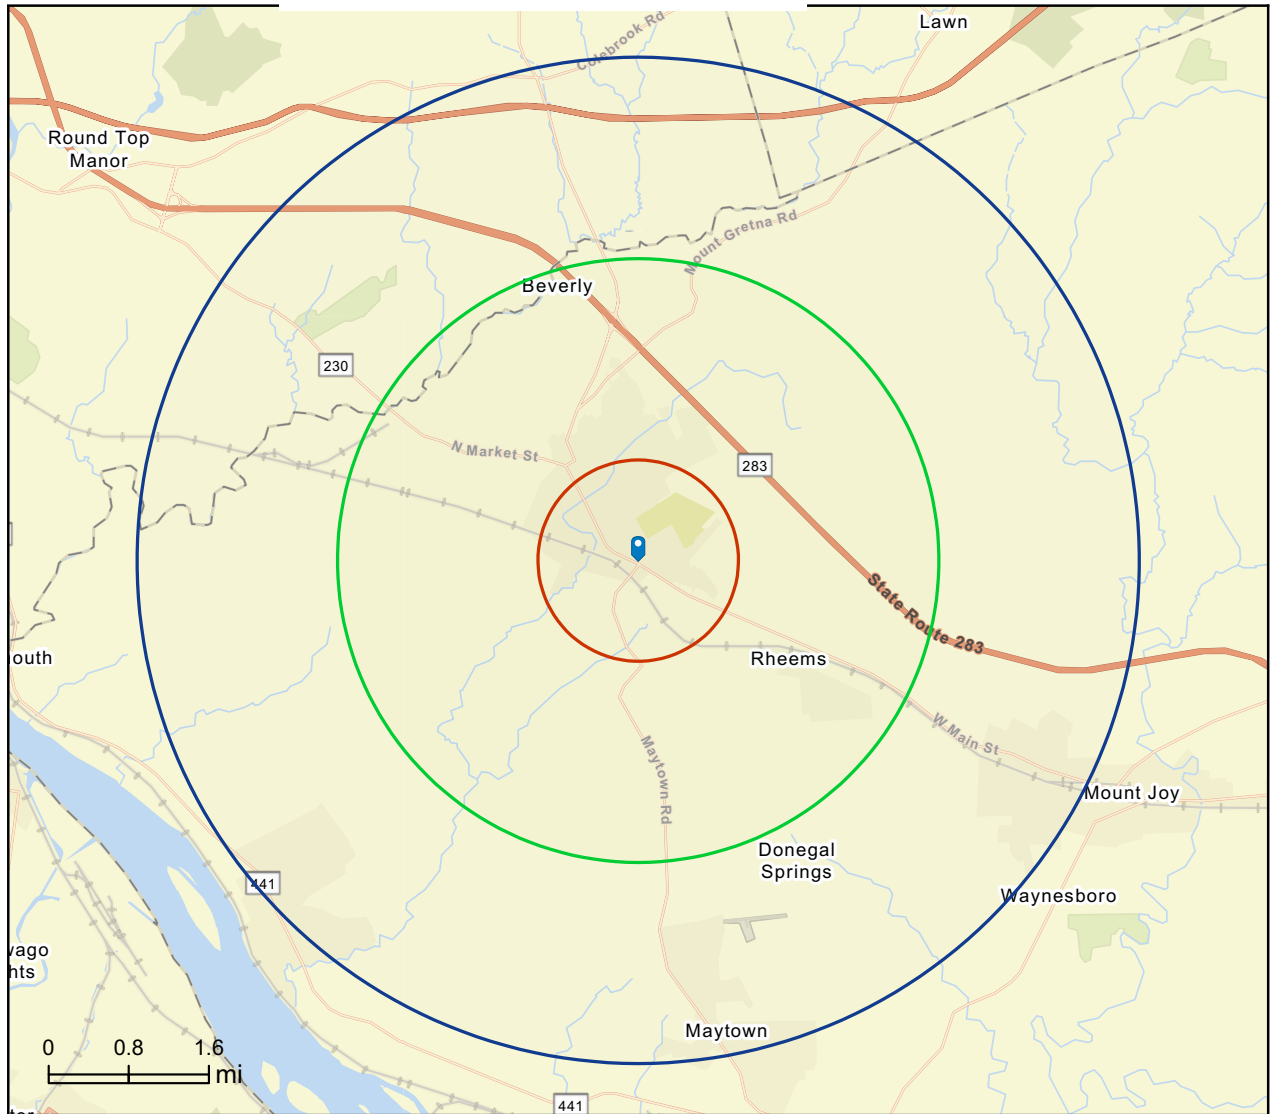 Lawn
Colebrook Rd
Round Top
Manor
Mount Gretna Rd
Beverly
230
N Market St
283
State Route 283
outh
Rheems
W Main St
Maytown Rd
Mount Joy
Donegal
Springs
441
Waynesboro
vago
hts
Maytown
0 0.8 1.6
mi
441
ter